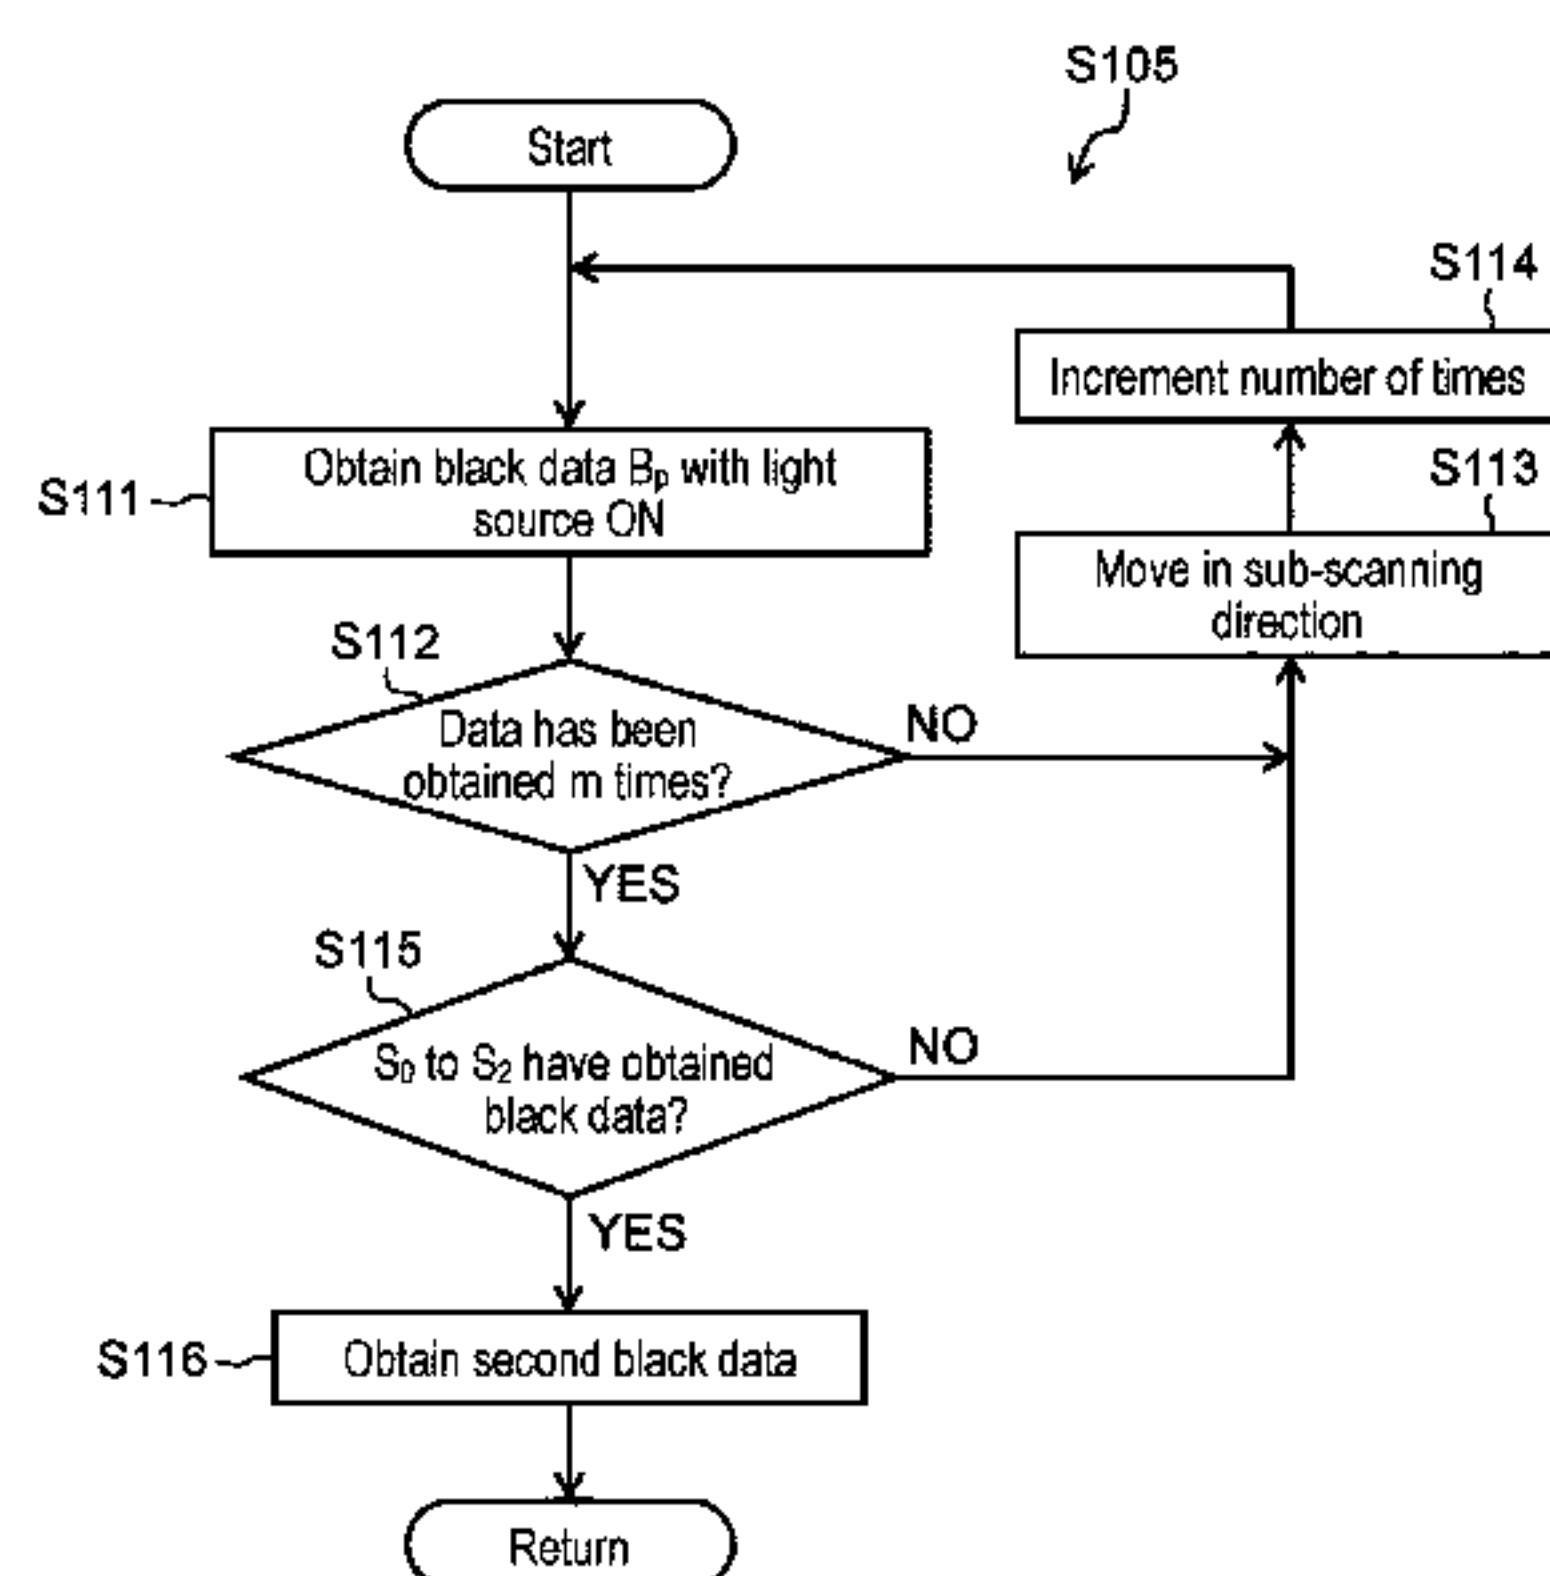 S105
Start
S114
Increment number of times
S111
Obtain black data Bp with light
source ON
S113
Move in sub-scanning
direction
S112
Data has been
obtained m times?
NO
YES
S115
S0 to S2 have obtained
black data?
NO
YES
S116
Obtain second black data
Return